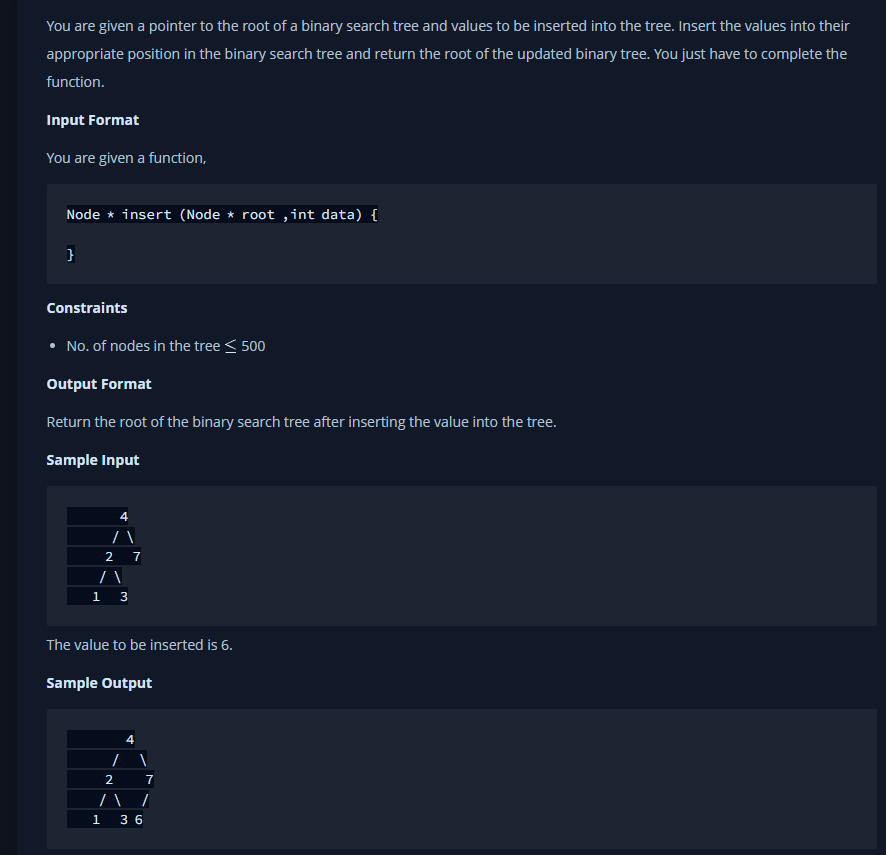 You are given a pointer to the root of a binary search tree and values to be inserted into the tree. Insert the values into their
appropriate position in the binary search tree and return the root of the updated binary tree. You just have to complete the
function.
Input Format
You are given a function,
Node * insert (Node * root ,int data) {
}
Constraints
• No. of nodes in the tree ≤ 500
Output Format
Return the root of the binary search tree after inserting the value into the tree.
Sample Input
4
/ \
2 7
/ \
1 3
The value to be inserted is 6.
Sample Output
4
/ \
2 7
/ \ /
1 3 6